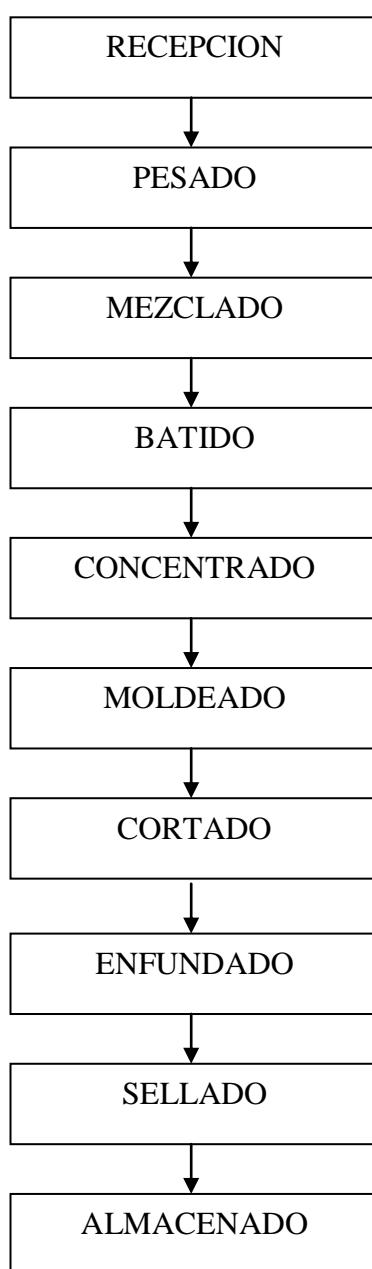 RECEPCION
PESADO
MEZCLADO
BATIDO
CONCENTRADO
MOLDEADO
CORTADO
ENFUNDADO
SELLADO
ALMACENADO